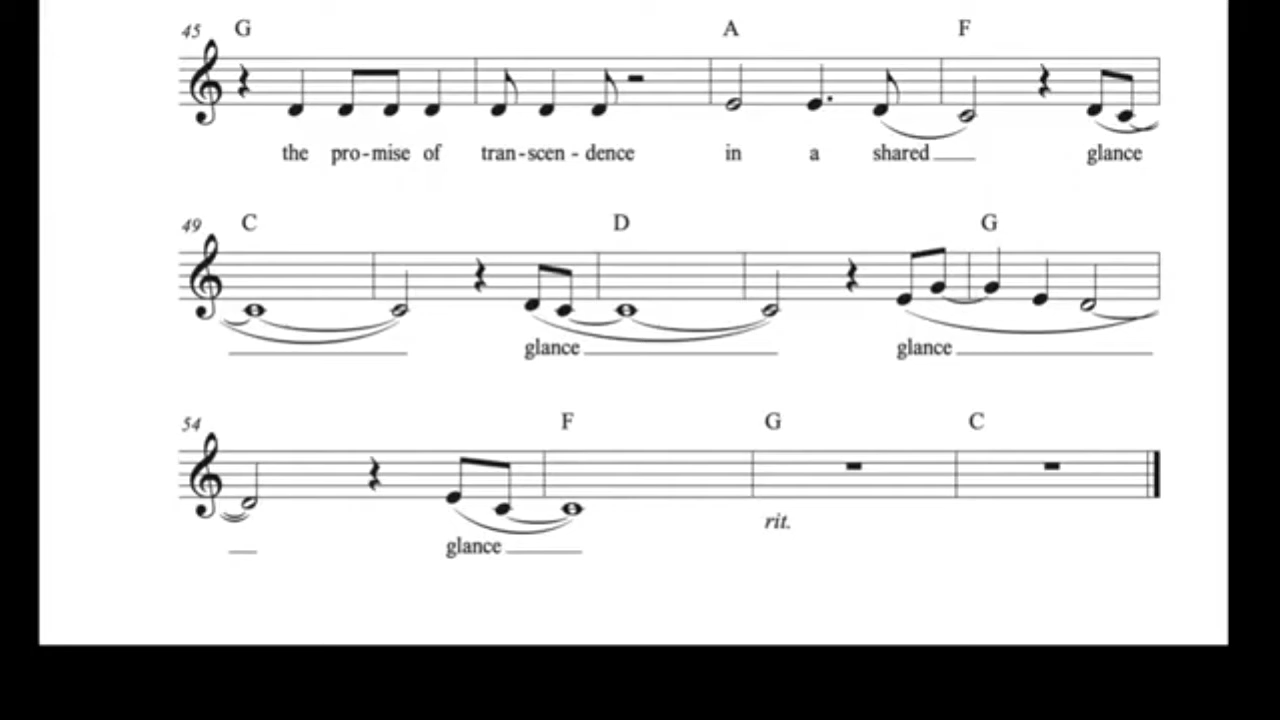 45 G A F
the pro-mise of tran-scen-dence in a shared glance
49 C D G
glance glance
54 F G C
rit.
glance